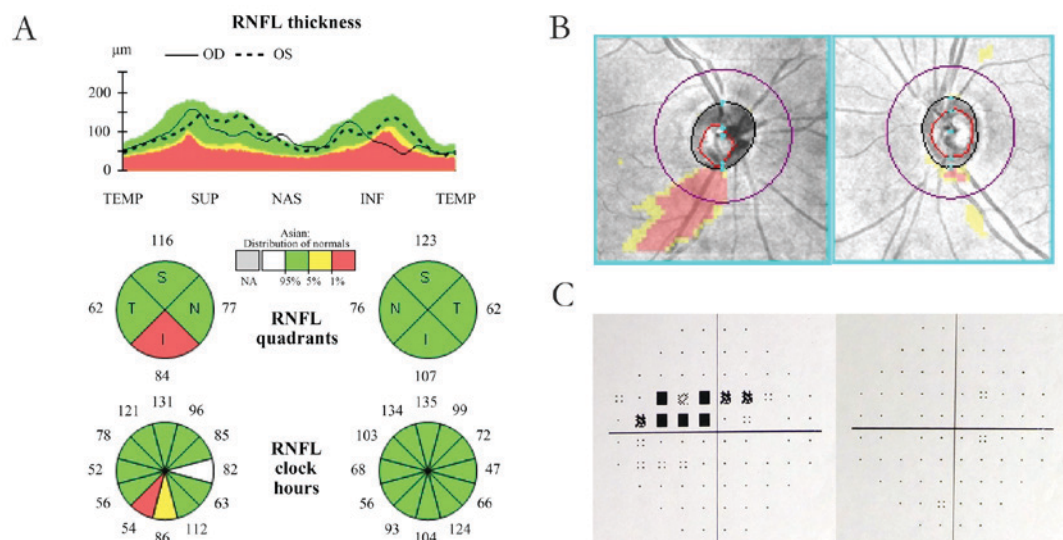 A
RNFL thickness
μm
OD
OS
200
100
0
TEMP
SUP
NAS
INF
TEMP
116
62
S
T
N
I
77
84
Asian:
Distribution of normals
NA
95%
5%
1%
RNFL
quadrants
123
76
S
N
T
I
62
107
131
121
96
78
85
52
82
56
63
54
112
86
RNFL
clock
hours
135
134
99
103
72
68
47
56
66
93
124
104
B
C